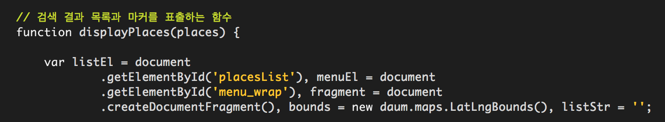 // 검색 결과 목록과 마커를 표출하는 함수
function displayPlaces(places) {
var listEl = document
.getElementById('placesList'), menuEl = document
.getElementById('menu_wrap'), fragment = document
.createDocumentFragment(), bounds = new daum.maps.LatLngBounds(), listStr = '';